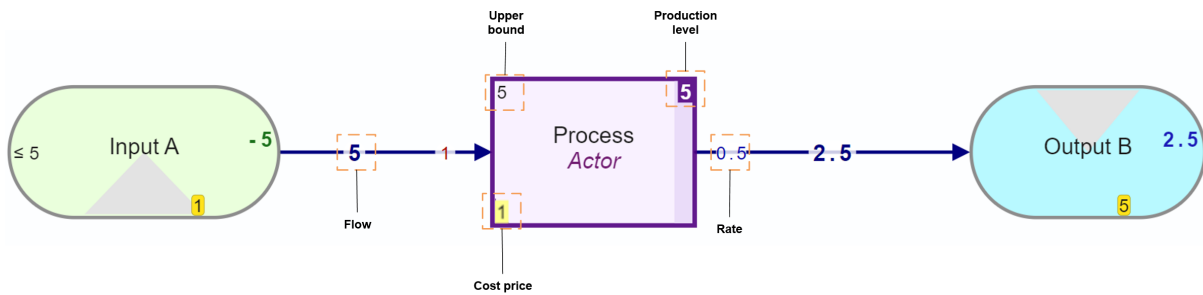 Upper
bound
Production
level
5
5
≤ 5
Input A
- 5
5
1
Process
Actor
0.5
2.5
Output B
2.5
1
1
5
Flow
Rate
Cost price